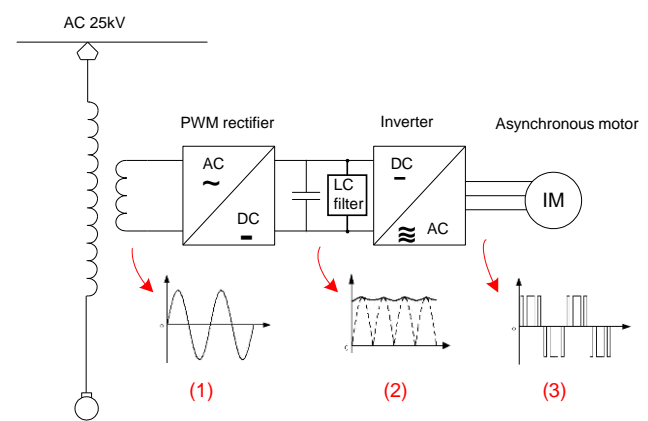 AC 25kV
PWM rectifier
Inverter
Asynchronous motor
AC
~
DC
LC
filter
DC
AC
IM
o
o
o
(1)
(2)
(3)